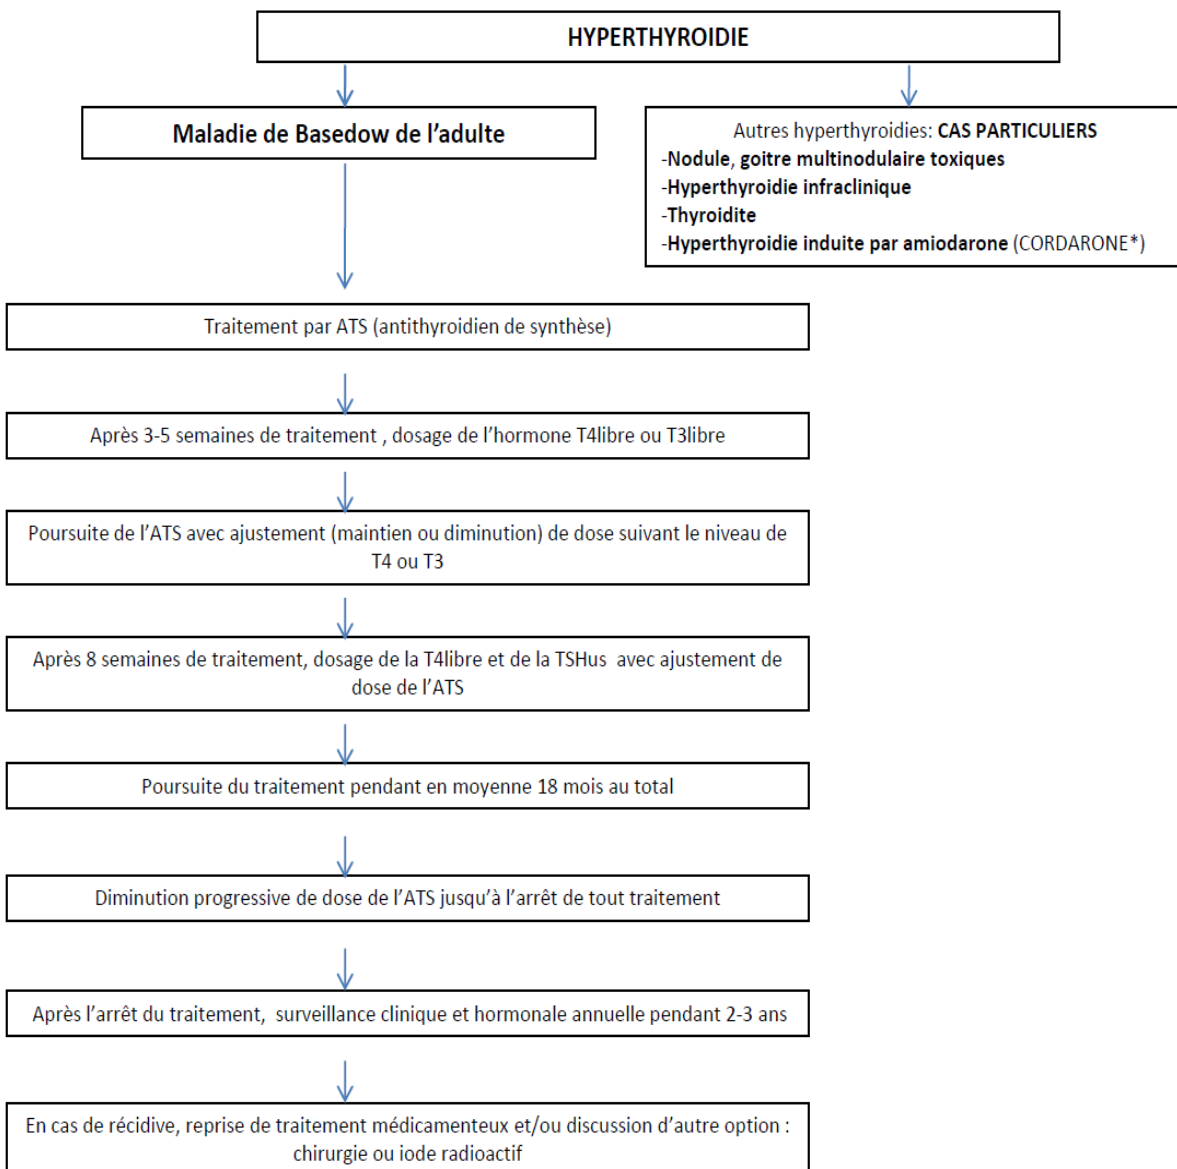 HYPERTHYROIDIE
Maladie de Basedow de l’adulte
Autres hyperthyroidies: CAS PARTICULIERS
-Nodule, goitre multinodulaire toxiques
-Hyperthyroidie infraclinique
-Thyroidite
-Hyperthyroidie induite par amiodarone (CORDARONE*)
Traitement par ATS (antithyroidien de synthèse)
Après 3-5 semaines de traitement , dosage de l’hormone T4libre ou T3libre
Poursuite de l’ATS avec ajustement (maintien ou diminution) de dose suivant le niveau de
T4 ou T3
Après 8 semaines de traitement, dosage de la T4libre et de la TSHus avec ajustement de
dose de l’ATS
Poursuite du traitement pendant en moyenne 18 mois au total
Diminution progressive de dose de l’ATS jusqu’à l’arrêt de tout traitement
Après l’arrêt du traitement, surveillance clinique et hormonale annuelle pendant 2-3 ans
En cas de récidive, reprise de traitement médicamenteux et/ou discussion d’autre option :
chirurgie ou iode radioactif